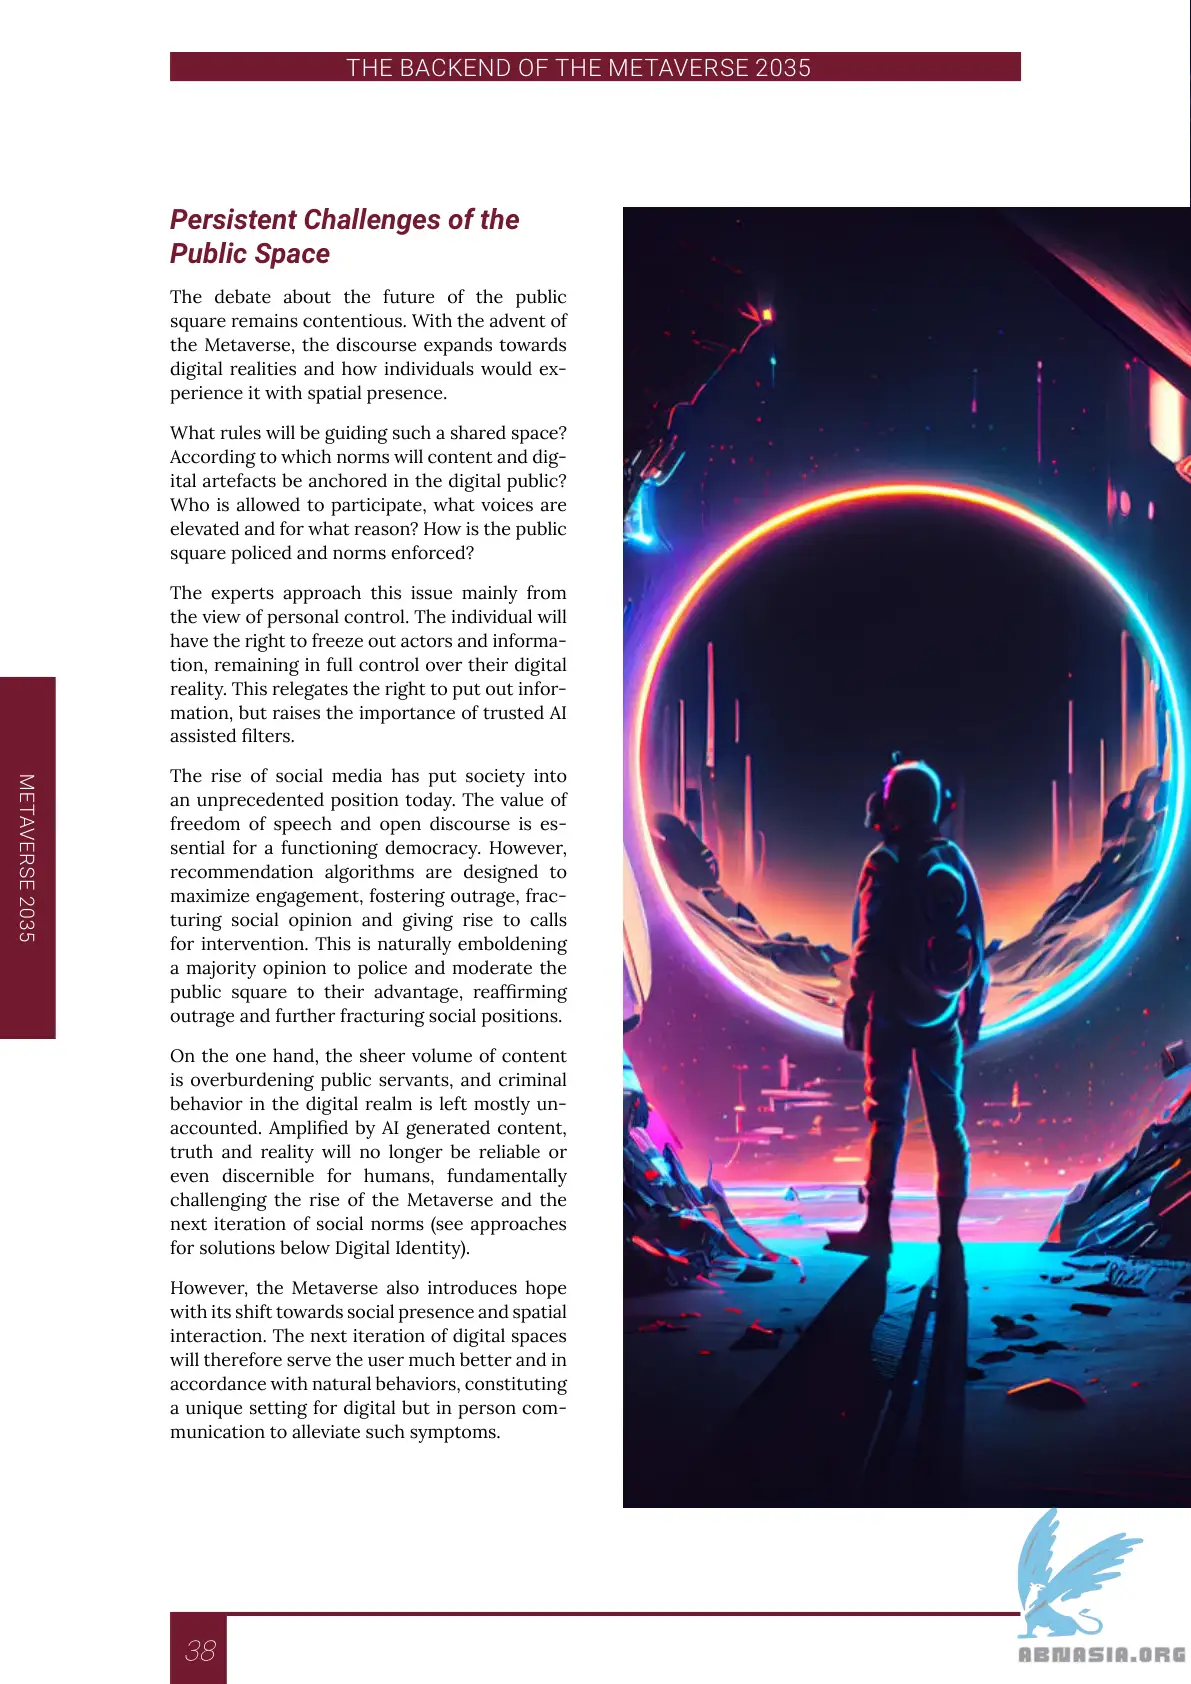 THE BACKEND OF THE METAVERSE 2035
Persistent Challenges of the
Public Space
The debate about the future of the public
square remains contentious. With the advent of
the Metaverse, the discourse expands towards
digital realities and how individuals would ex-
perience it with spatial presence.
What rules will be guiding such a shared space?
According to which norms will content and dig-
ital artefacts be anchored in the digital public?
Who is allowed to participate, what voices are
elevated and for what reason? How is the public
square policed and norms enforced?
The experts approach this issue mainly from
the view of personal control. The individual will
have the right to freeze out actors and informa-
tion, remaining in full control over their digital
reality. This relegates the right to put out infor-
mation, but raises the importance of trusted AI
assisted filters.
The rise of social media has put society into
an unprecedented position today. The value of
freedom of speech and open discourse is es-
sential for a functioning democracy. However,
recommendation algorithms are designed to
maximize engagement, fostering outrage, frac-
turing social opinion and giving rise to calls
for intervention. This is naturally emboldening
a majority opinion to police and moderate the
public square to their advantage, reaffirming
outrage and further fracturing social positions.
On the one hand, the sheer volume of content
is overburdening public servants, and criminal
behavior in the digital realm is left mostly un-
accounted. Amplified by AI generated content,
truth and reality will no longer be reliable or
even discernible for humans, fundamentally
challenging the rise of the Metaverse and the
next iteration of social norms (see approaches
for solutions below Digital Identity).
However, the Metaverse also introduces hope
with its shift towards social presence and spatial
interaction. The next iteration of digital spaces
will therefore serve the user much better and in
accordance with natural behaviors, constituting
a unique setting for digital but in person com-
munication to alleviate such symptoms.
METAVERSE 2035
38
ABNASIA.ORG